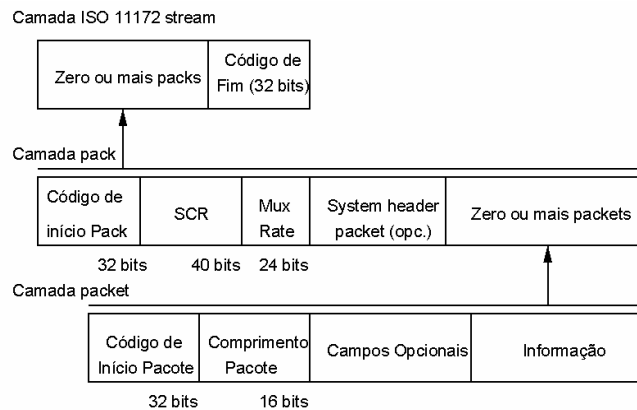 Camada ISO 11172 stream
Zero ou mais packs
Código de
Fim (32 bits)
Camada pack
Código de
início Pack
SCR
Mux
Rate
System header
packet (opc.)
Zero ou mais packets
32 bits
40 bits
24 bits
Camada packet
Código de
Início Pacote
Comprimento
Pacote
Campos Opcionais
Informação
32 bits
16 bits